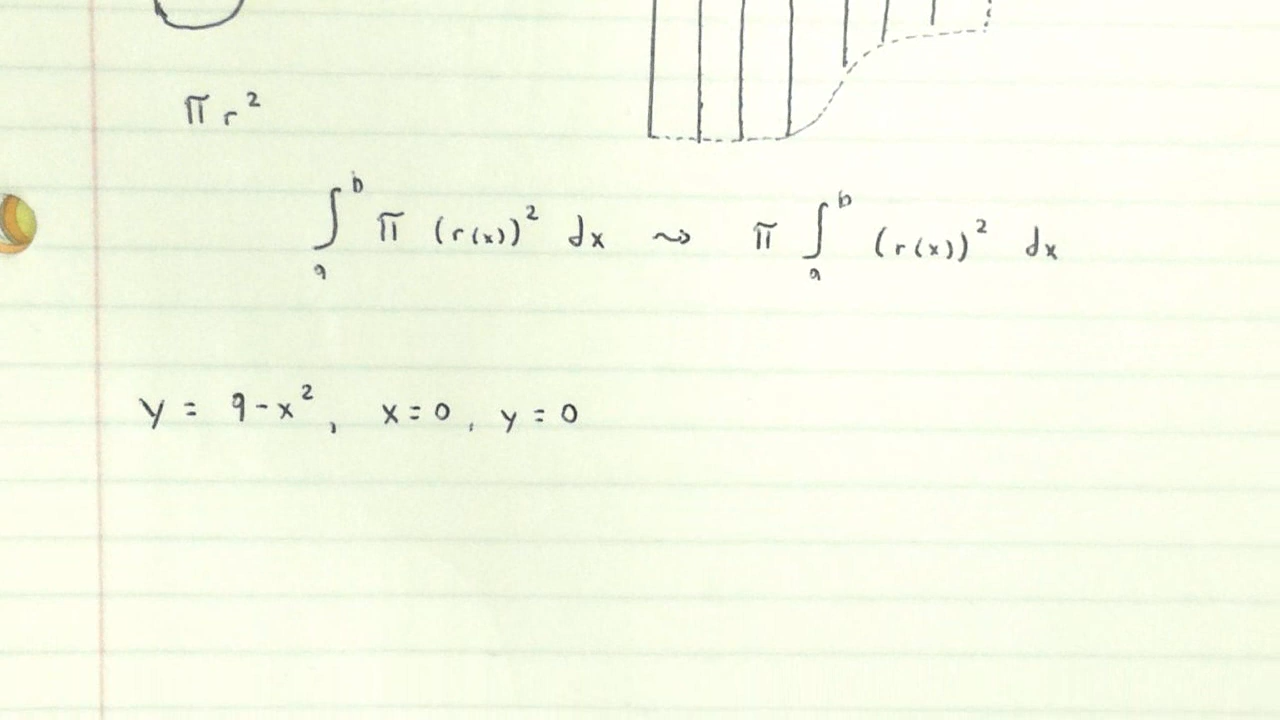 π r²
∫ₐᵇ π (r(x))² dx ⇝ π ∫ₐᵇ (r(x))² dx
y = 9-x², x=0, y=0